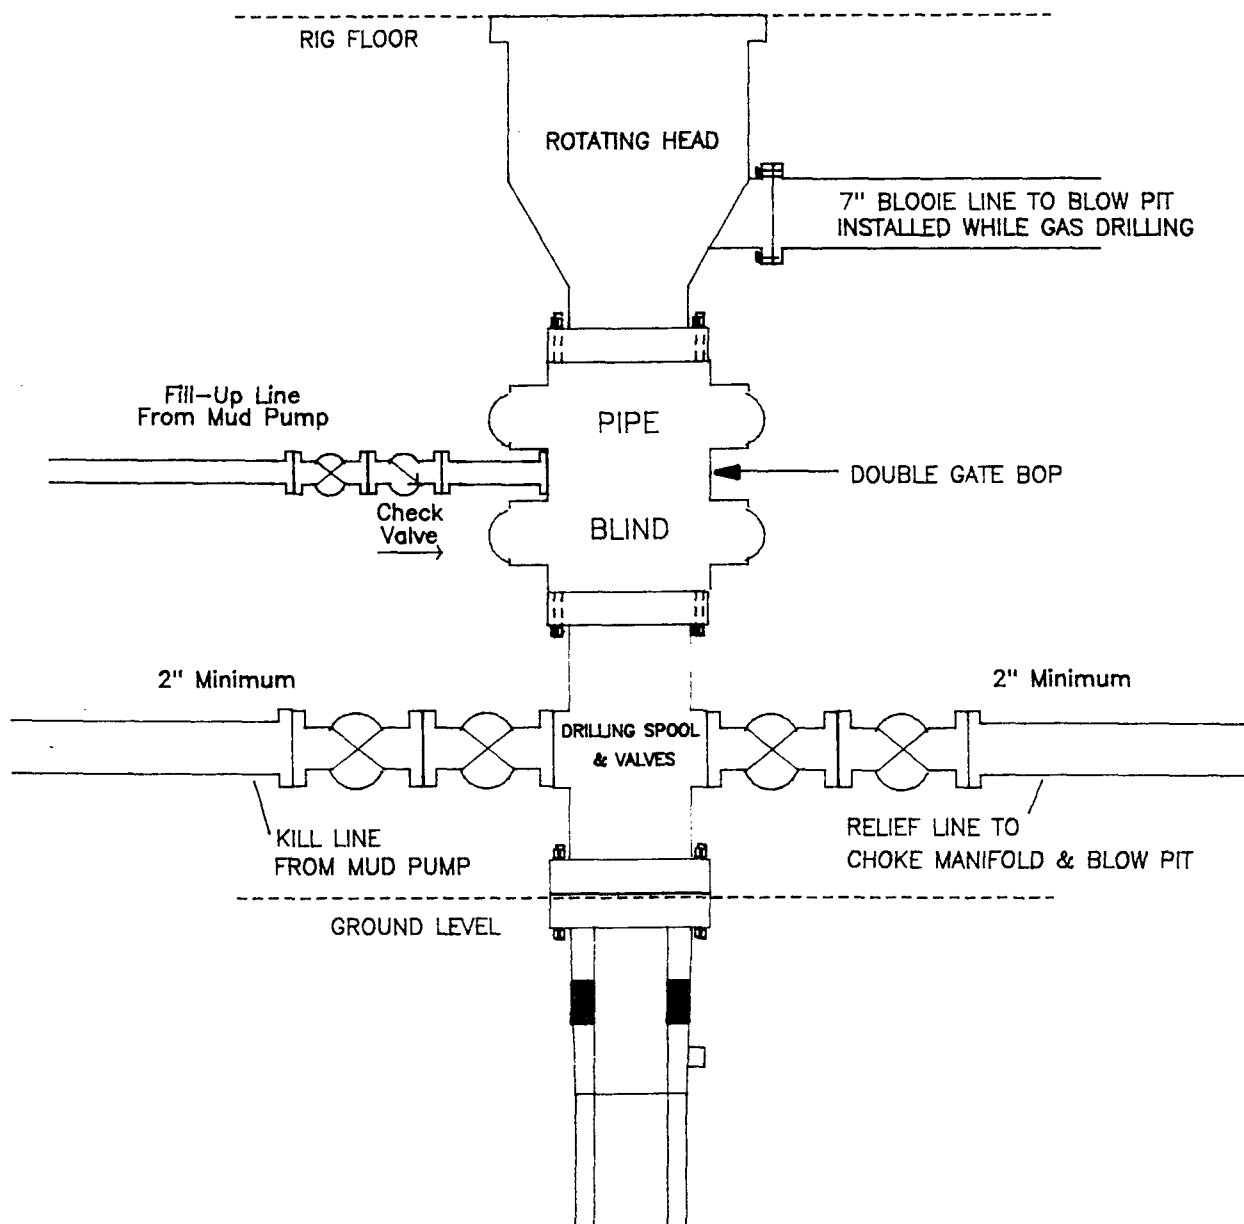 RIG FLOOR
ROTATING HEAD
7" BLOOIE LINE TO BLOW PIT
INSTALLED WHILE GAS DRILLING
Fill-Up Line
From Mud Pump
PIPE
DOUBLE GATE BOP
Check
Valve
BLIND
2" Minimum
2" Minimum
DRILLING SPOOL
& VALVES
KILL LINE
FROM MUD PUMP
RELIEF LINE TO
CHOKE MANIFOLD & BLOW PIT
GROUND LEVEL